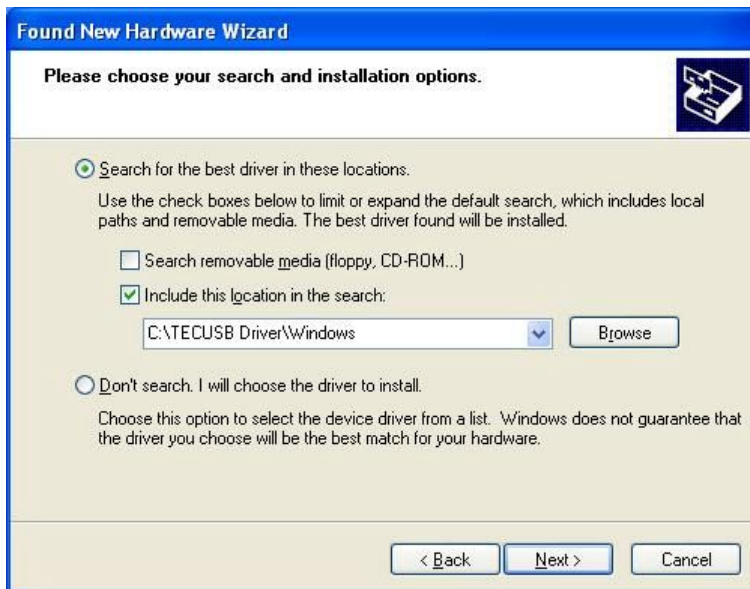 Found New Hardware Wizard
Please choose your search and installation options.
Search for the best driver in these locations.
Use the check boxes below to limit or expand the default search, which includes local
paths and removable media. The best driver found will be installed.
Search removable media (floppy, CD-ROM...)
Include this location in the search:
C:\TECUSB Driver\Windows
Browse
Don't search. I will choose the driver to install.
Choose this option to select the device driver from a list. Windows does not guarantee that
the driver you choose will be the best match for your hardware.
< Back Next > Cancel